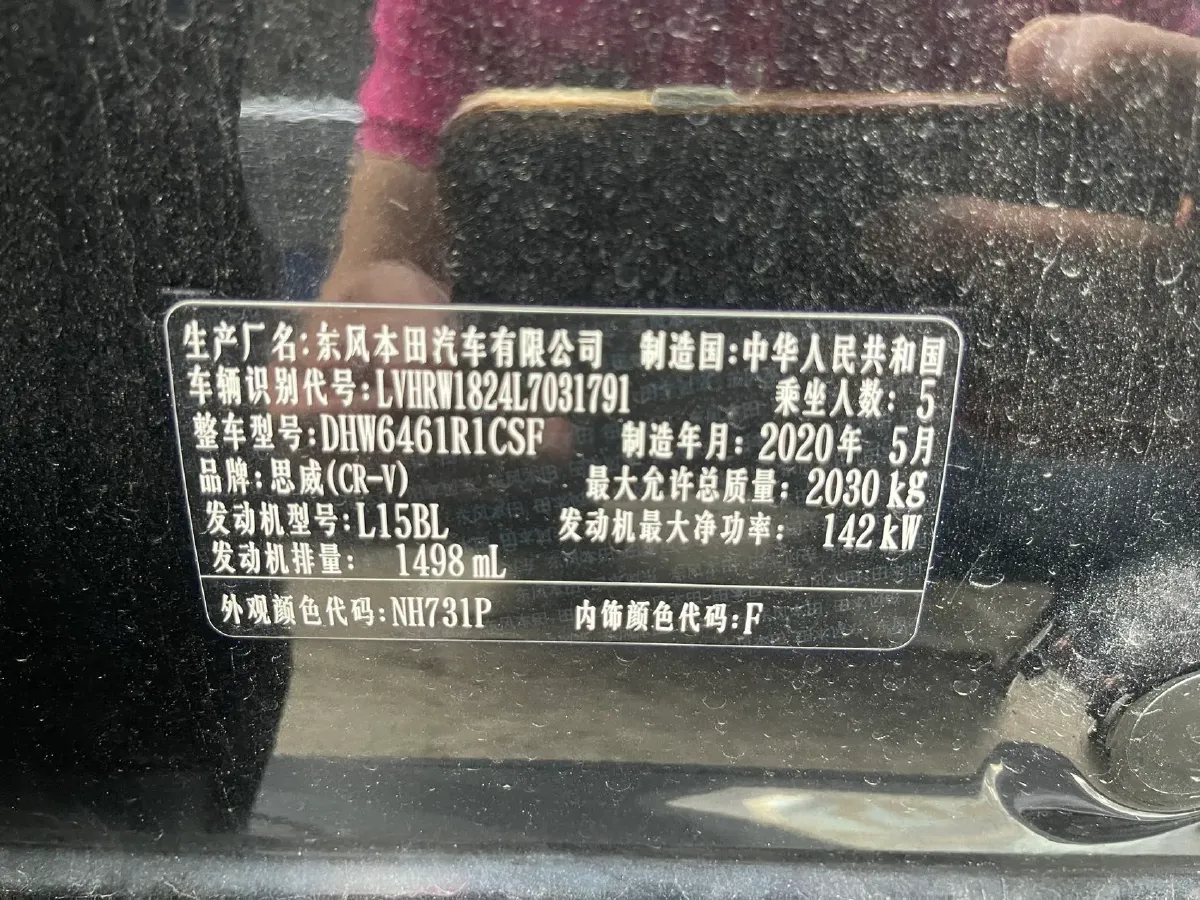 生产厂名:东风本田汽车有限公司 制造国:中华人民共和国
车辆识别代号:LVHRW1824L7031791 乘坐人数: 5
整车型号:DHW6461R1CSF 制造年月: 2020年 5月
品牌:思威(CR-V) 最大允许总质量: 2030 kg
发动机型号:L15BL 发动机最大净功率: 142 kW
发动机排量: 1498 mL
外观颜色代码:NH731P 内饰颜色代码:F